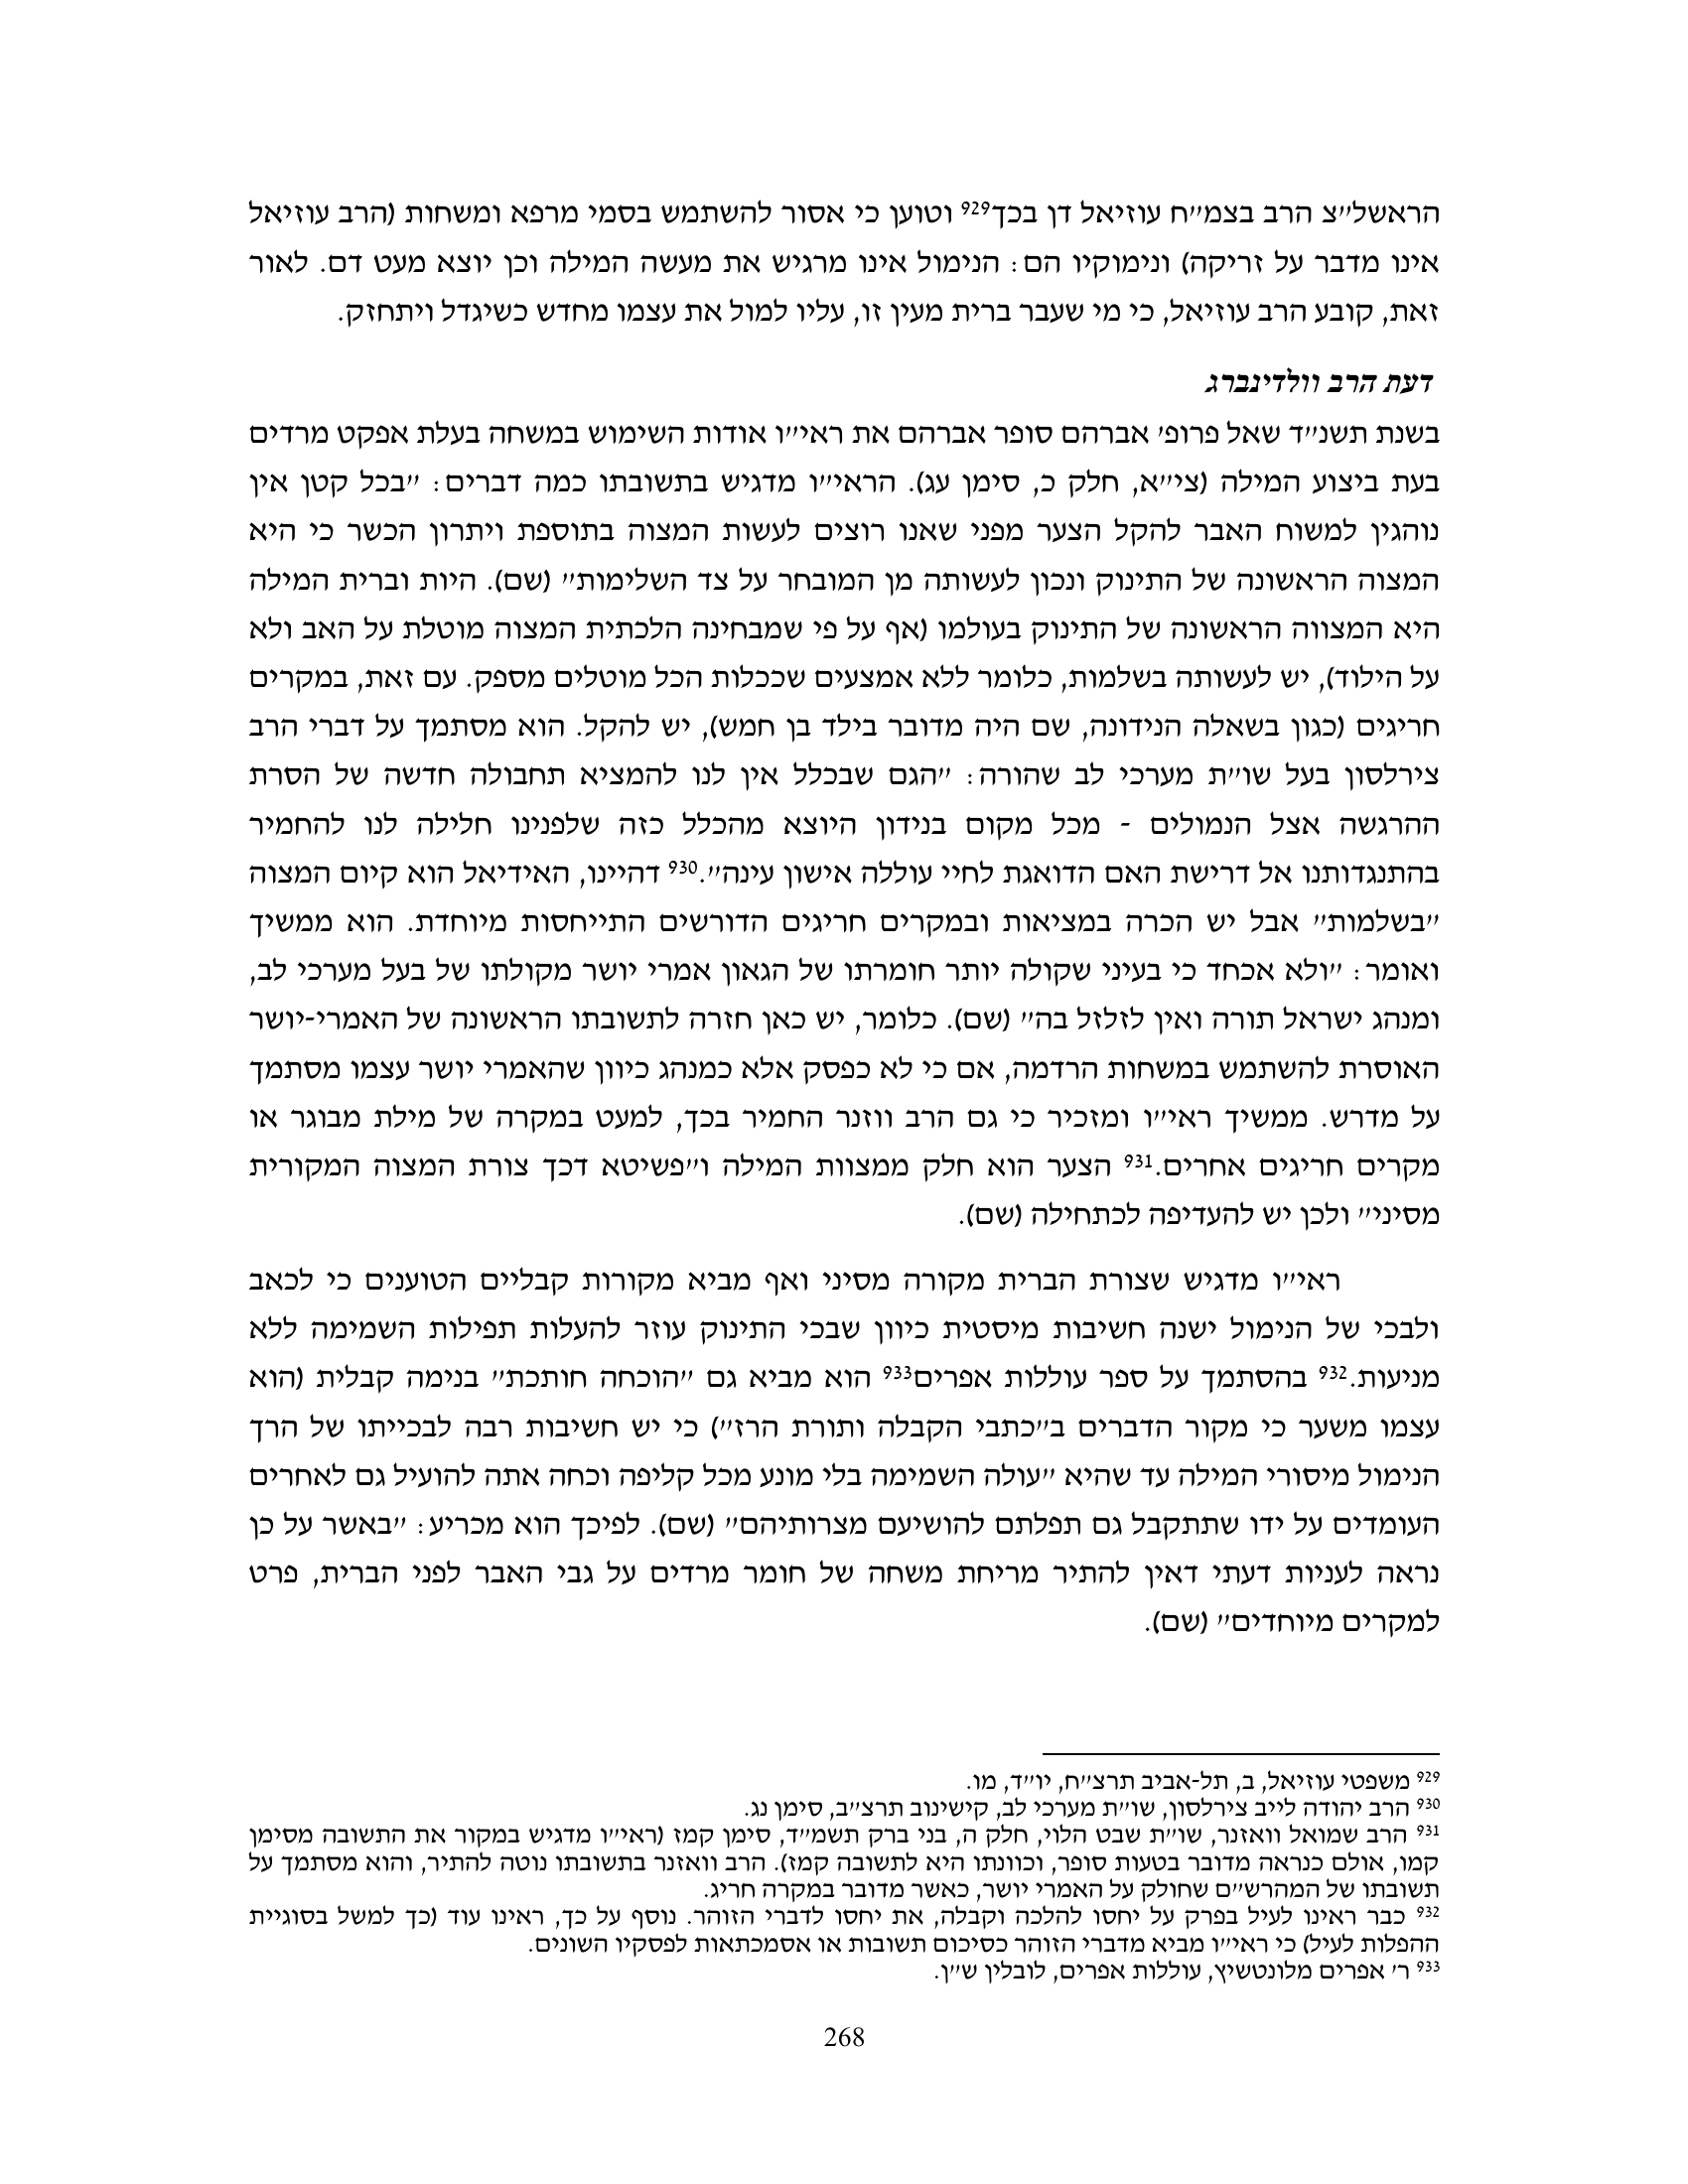 הראשל״צ הרב בצמ״ח עוזיאל דן בכך929 וטוען כי אסור להשתמש בסמי מרפא ומשחות (הרב עוזיאל
אינו מדבר על זריקה) ונימוקיו הם: הנימול אינו מרגיש את מעשה המילה וכן יוצא מעט דם. לאור
זאת, קובע הרב עוזיאל, כי מי שעבר ברית מעין זו, עליו למול את עצמו מחדש כשיגדל ויתחזק.
דעת הרב וולדינברג
בשנת תשנ״ד שאל פרופ׳ אברהם סופר אברהם את ראי״ו אודות השימוש במשחה בעלת אפקט מרדים
בעת ביצוע המילה (צי״א, חלק כ, סימן עג). הראי״ו מדגיש בתשובתו כמה דברים: ״בכל קטן אין
נוהגין למשוח האבר להקל הצער מפני שאנו רוצים לעשות המצוה בתוספת ויתרון הכשר כי היא
המצוה הראשונה של התינוק ונכון לעשותה מן המובחר על צד השלימות״ (שם). היות וברית המילה
היא המצווה הראשונה של התינוק בעולמו (אף על פי שמבחינה הלכתית המצוה מוטלת על האב ולא
על הילוד), יש לעשותה בשלמות, כלומר ללא אמצעים שככלות הכל מוטלים מספק. עם זאת, במקרים
חריגים (כגון בשאלה הנידונה, שם היה מדובר בילד בן חמש), יש להקל. הוא מסתמך על דברי הרב
צירלסון בעל שו״ת מערכי לב שהורה: ״הגם שבכלל אין לנו להמציא תחבולה חדשה של הסרת
ההרגשה אצל הנמולים - מכל מקום בנידון היוצא מהכלל כזה שלפנינו חלילה לנו להחמיר
בהתנגדותנו אל דרישת האם הדואגת לחיי עוללה אישון עינה״.930 דהיינו, האידיאל הוא קיום המצוה
״בשלמות״ אבל יש הכרה במציאות ובמקרים חריגים הדורשים התייחסות מיוחדת. הוא ממשיך
ואומר: ״ולא אכחד כי בעיני שקולה יותר חומרתו של הגאון אמרי יושר מקולתו של בעל מערכי לב,
ומנהג ישראל תורה ואין לזלזל בה״ (שם). כלומר, יש כאן חזרה לתשובתו הראשונה של האמרי-יושר
האוסרת להשתמש במשחות הרדמה, אם כי לא כפסק אלא כמנהג כיוון שהאמרי יושר עצמו מסתמך
על מדרש. ממשיך ראי״ו ומזכיר כי גם הרב ווזנר החמיר בכך, למעט במקרה של מילת מבוגר או
מקרים חריגים אחרים.931 הצער הוא חלק ממצוות המילה ו״פשיטא דכך צורת המצוה המקורית
מסיני״ ולכן יש להעדיפה לכתחילה (שם).
ראי״ו מדגיש שצורת הברית מקורה מסיני ואף מביא מקורות קבליים הטוענים כי לכאב
ולבכי של הנימול ישנה חשיבות מיסטית כיוון שבכי התינוק עוזר להעלות תפילות השמימה ללא
מניעות.932 בהסתמך על ספר עוללות אפרים933 הוא מביא גם ״הוכחה חותכת״ בנימה קבלית (הוא
עצמו משער כי מקור הדברים ב״כתבי הקבלה ותורת הרז״) כי יש חשיבות רבה לבכייתו של הרך
הנימול מיסורי המילה עד שהיא ״עולה השמימה בלי מונע מכל קליפה וכחה אתה להועיל גם לאחרים
העומדים על ידו שתתקבל גם תפלתם להושיעם מצרותיהם״ (שם). לפיכך הוא מכריע: ״באשר על כן
נראה לעניות דעתי דאין להתיר מריחת משחה של חומר מרדים על גבי האבר לפני הברית, פרט
למקרים מיוחדים״ (שם).
929 משפטי עוזיאל, ב, תל-אביב תרצ״ח, יו״ד, מו.
930 הרב יהודה לייב צירלסון, שו״ת מערכי לב, קישינוב תרצ״ב, סימן נג.
931 הרב שמואל וואזנר, שו״ת שבט הלוי, חלק ה, בני ברק תשמ״ד, סימן קמז (ראי״ו מדגיש במקור את התשובה מסימן
קמו, אולם כנראה מדובר בטעות סופר, וכוונתו היא לתשובה קמז). הרב וואזנר בתשובתו נוטה להתיר, והוא מסתמך על
תשובתו של המהרש״ם שחולק על האמרי יושר, כאשר מדובר במקרה חריג.
932 כבר ראינו לעיל בפרק על יחסו להלכה וקבלה, את יחסו לדברי הזוהר. נוסף על כך, ראינו עוד (כך למשל בסוגיית
ההפלות לעיל) כי ראי״ו מביא מדברי הזוהר כסיכום תשובות או אסמכתאות לפסקיו השונים.
933 ר׳ אפרים מלונטשיץ, עוללות אפרים, לובלין ש״ן.
268